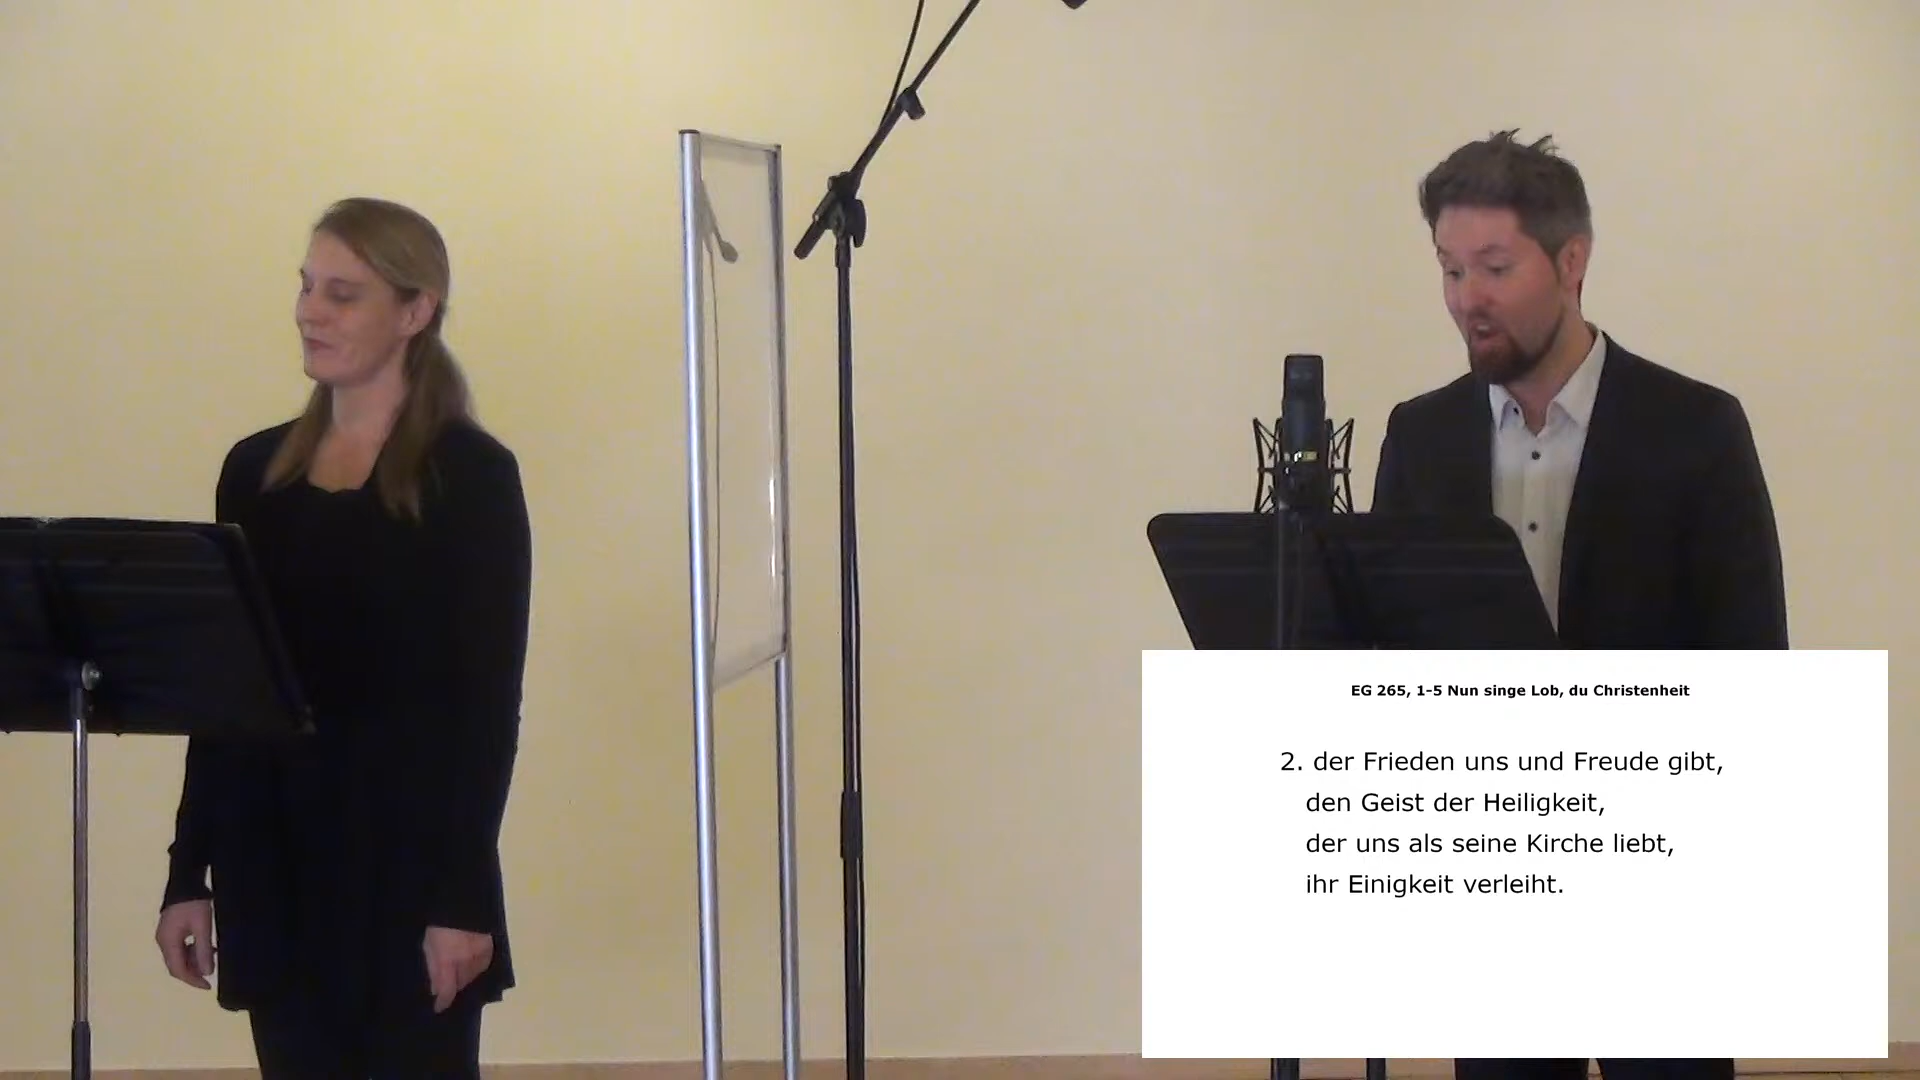 EG 265, 1-5 Nun singe Lob, du Christenheit
2. der Frieden uns und Freude gibt,
den Geist der Heiligkeit,
der uns als seine Kirche liebt,
ihr Einigkeit verleiht.